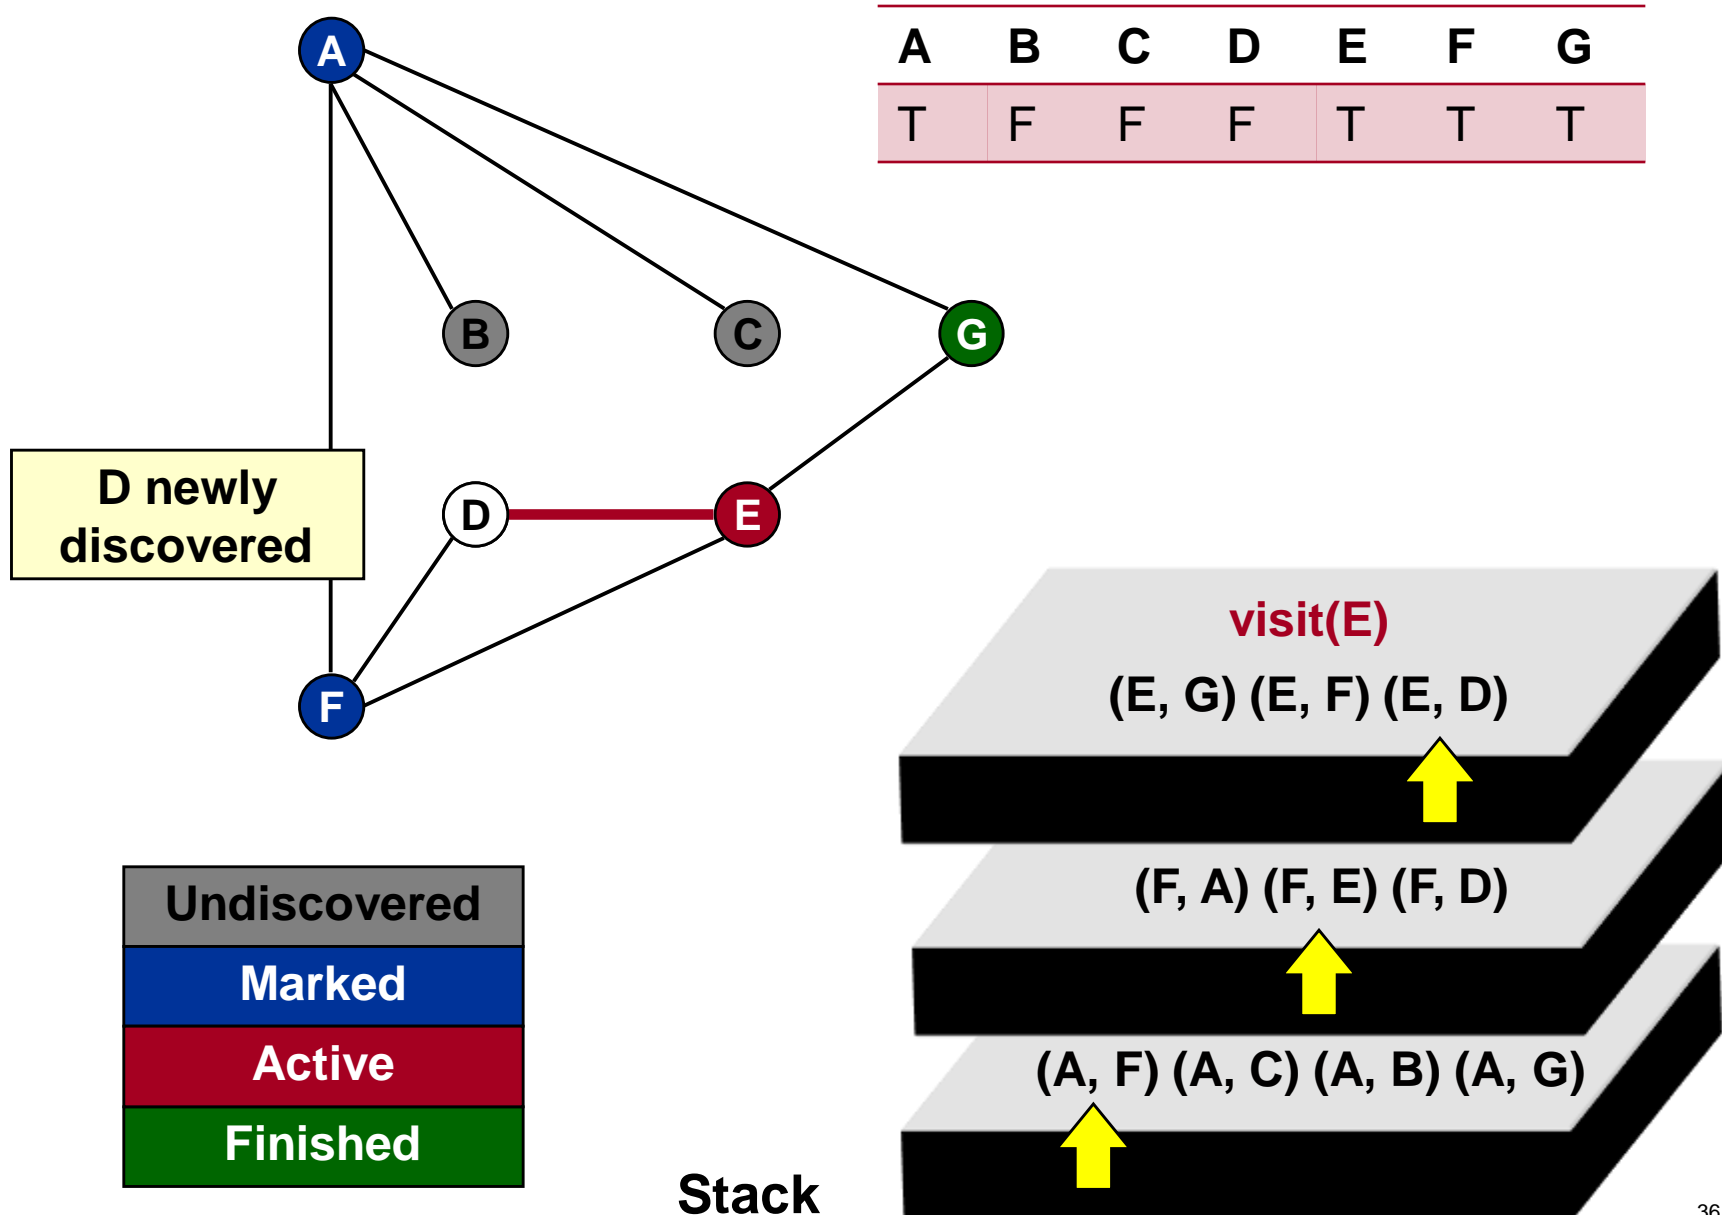 A B C D E F G
T F F F T T T
A
B
C
G
D newly
discovered
D
E
F
visit(E)
(E, G) (E, F) (E, D)
(F, A) (F, E) (F, D)
(A, F) (A, C) (A, B) (A, G)
Undiscovered
Marked
Active
Finished
Stack
36